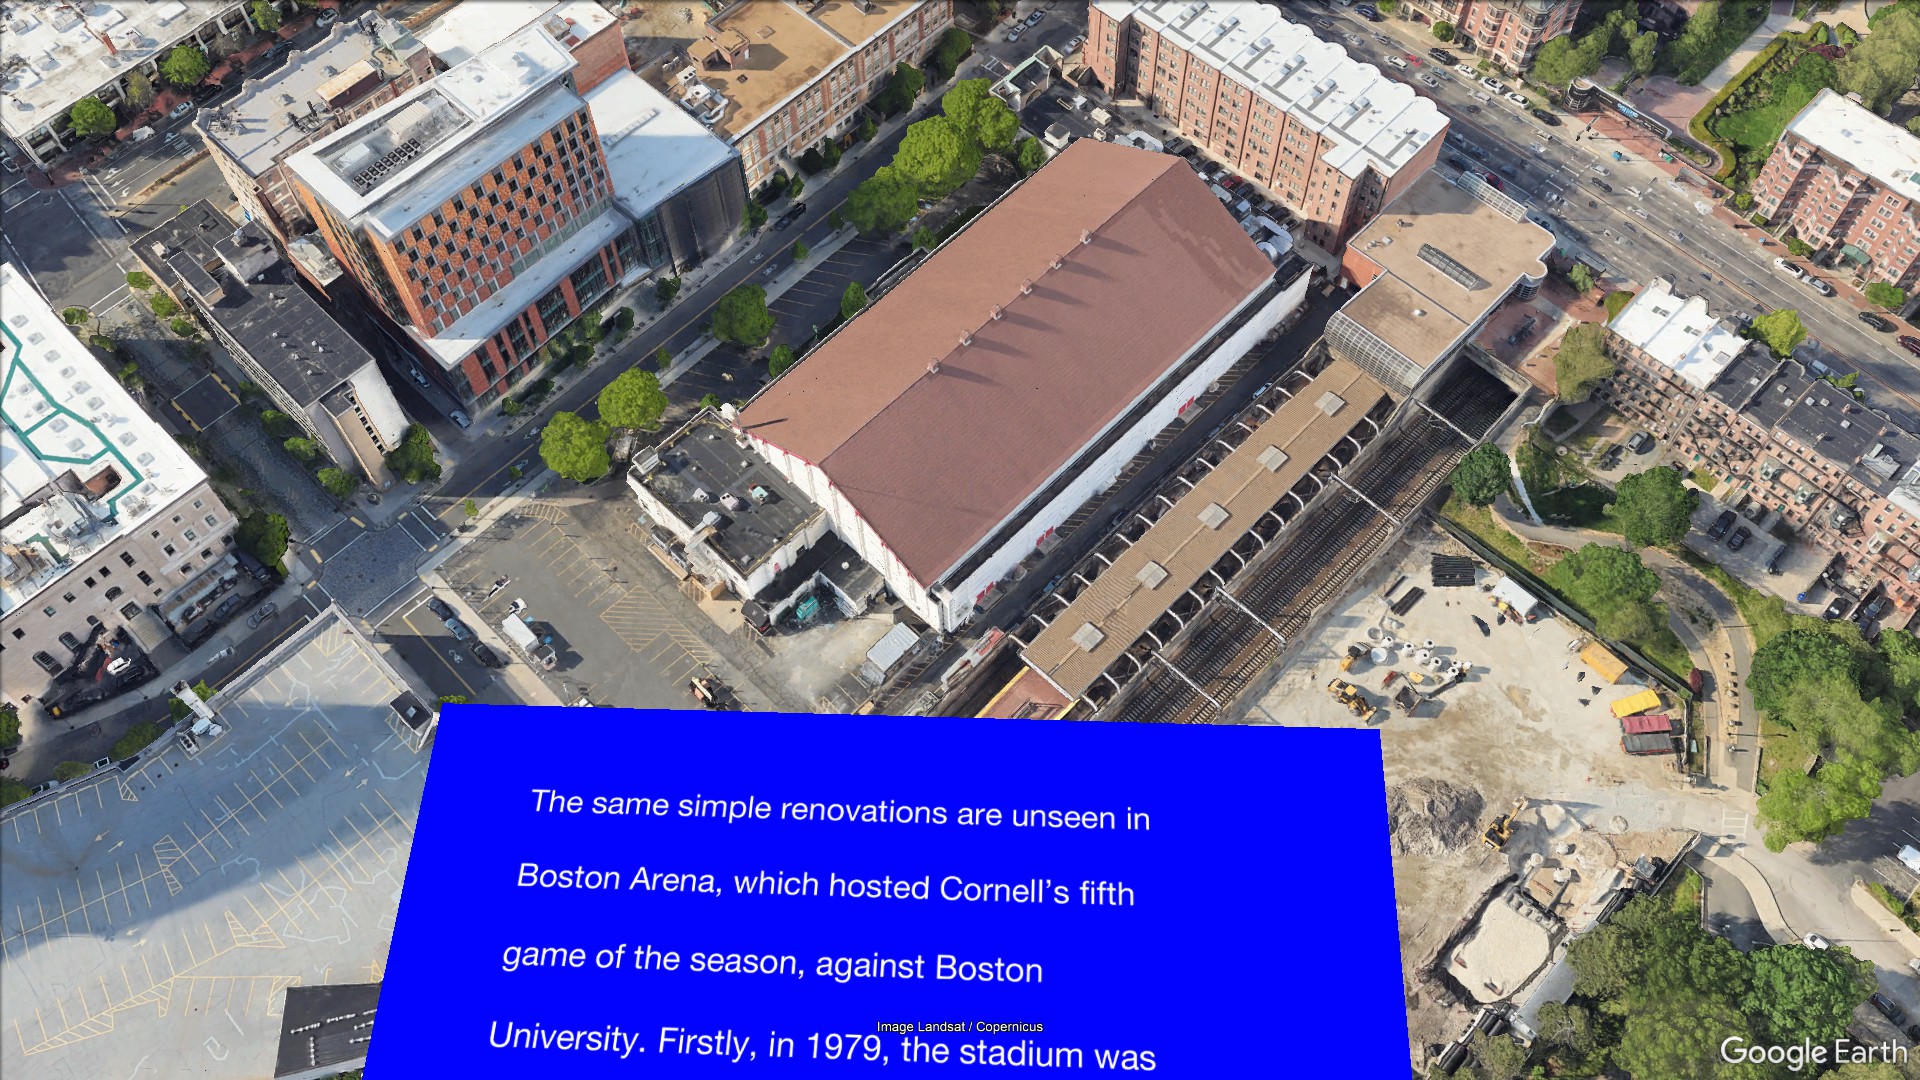 The same simple renovations are unseen in
Boston Arena, which hosted Cornell's fifth
game of the season, against Boston
University. Firstly, in 1979, the stadium was
Image Landsat / Copernicus
Google Earth